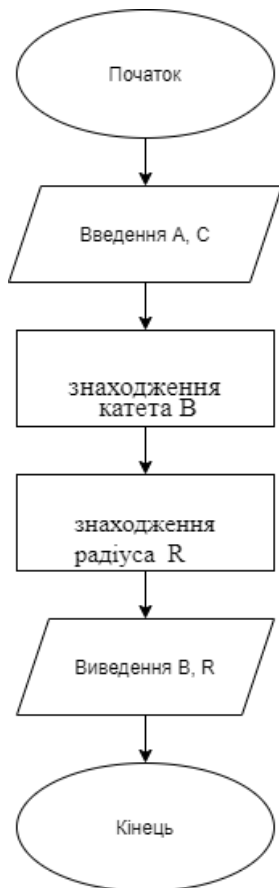 Початок
Введення А, С
знаходження
катета В
знаходження
радіуса R
Виведення B, R
Кінець